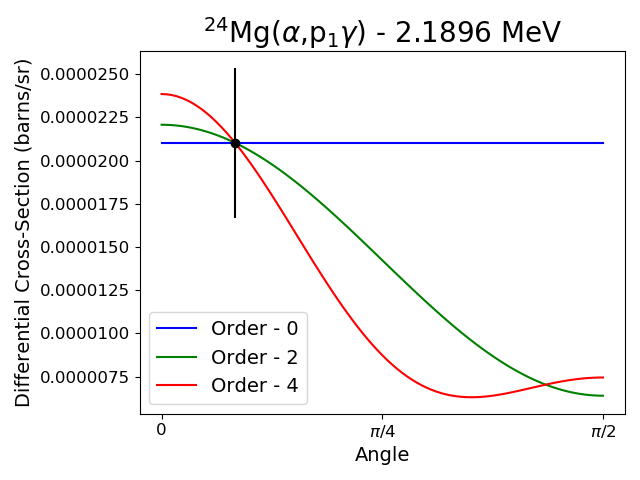 ²⁴Mg(α,p₁γ) - 2.1896 MeV
Differential Cross-Section (barns/sr)
0.0000250
0.0000225
0.0000200
0.0000175
0.0000150
0.0000125
0.0000100
0.0000075
Order - 0
Order - 2
Order - 4
0 π/4 π/2
Angle